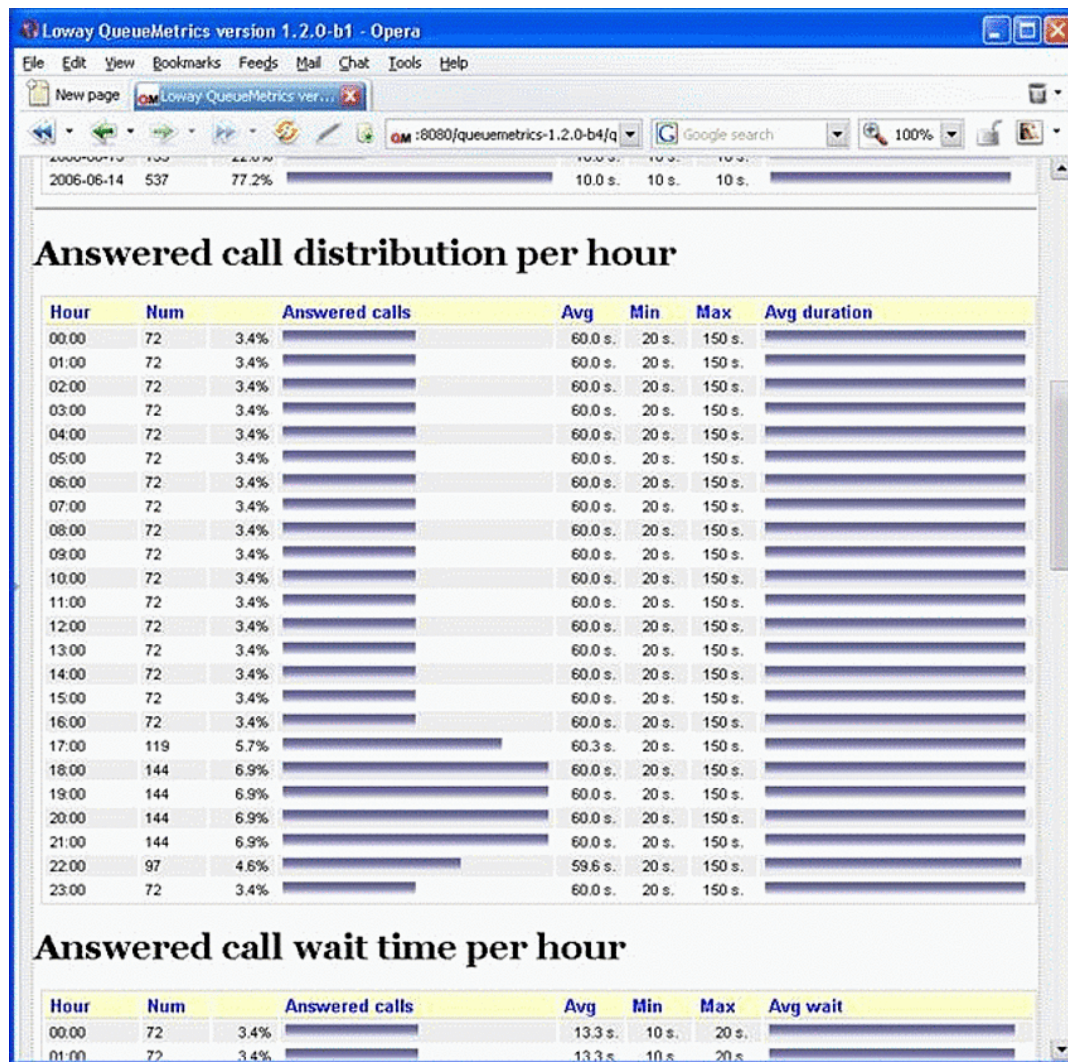 Loway QueueMetrics version 1.2.0-b1 - Opera
File Edit View Bookmarks Feeds Mail Chat Tools Help
New page QM Loway QueueMetrics ver...
QM :8080/queuemetrics-1.2.0-b4/q G Google search 100%
2006-06-14 537 77.2% 10.0 s. 10 s. 10 s.
Answered call distribution per hour
Hour Num Answered calls Avg Min Max Avg duration
00:00 72 3.4% 60.0 s. 20 s. 150 s.
01:00 72 3.4% 60.0 s. 20 s. 150 s.
02:00 72 3.4% 60.0 s. 20 s. 150 s.
03:00 72 3.4% 60.0 s. 20 s. 150 s.
04:00 72 3.4% 60.0 s. 20 s. 150 s.
05:00 72 3.4% 60.0 s. 20 s. 150 s.
06:00 72 3.4% 60.0 s. 20 s. 150 s.
07:00 72 3.4% 60.0 s. 20 s. 150 s.
08:00 72 3.4% 60.0 s. 20 s. 150 s.
09:00 72 3.4% 60.0 s. 20 s. 150 s.
10:00 72 3.4% 60.0 s. 20 s. 150 s.
11:00 72 3.4% 60.0 s. 20 s. 150 s.
12:00 72 3.4% 60.0 s. 20 s. 150 s.
13:00 72 3.4% 60.0 s. 20 s. 150 s.
14:00 72 3.4% 60.0 s. 20 s. 150 s.
15:00 72 3.4% 60.0 s. 20 s. 150 s.
16:00 72 3.4% 60.0 s. 20 s. 150 s.
17:00 119 5.7% 60.3 s. 20 s. 150 s.
18:00 144 6.9% 60.0 s. 20 s. 150 s.
19:00 144 6.9% 60.0 s. 20 s. 150 s.
20:00 144 6.9% 60.0 s. 20 s. 150 s.
21:00 144 6.9% 60.0 s. 20 s. 150 s.
22:00 97 4.6% 59.6 s. 20 s. 150 s.
23:00 72 3.4% 60.0 s. 20 s. 150 s.
Answered call wait time per hour
Hour Num Answered calls Avg Min Max Avg wait
00:00 72 3.4% 13.3 s. 10 s. 20 s.
01:00 72 3.4% 13.3 s. 10 s. 20 s.